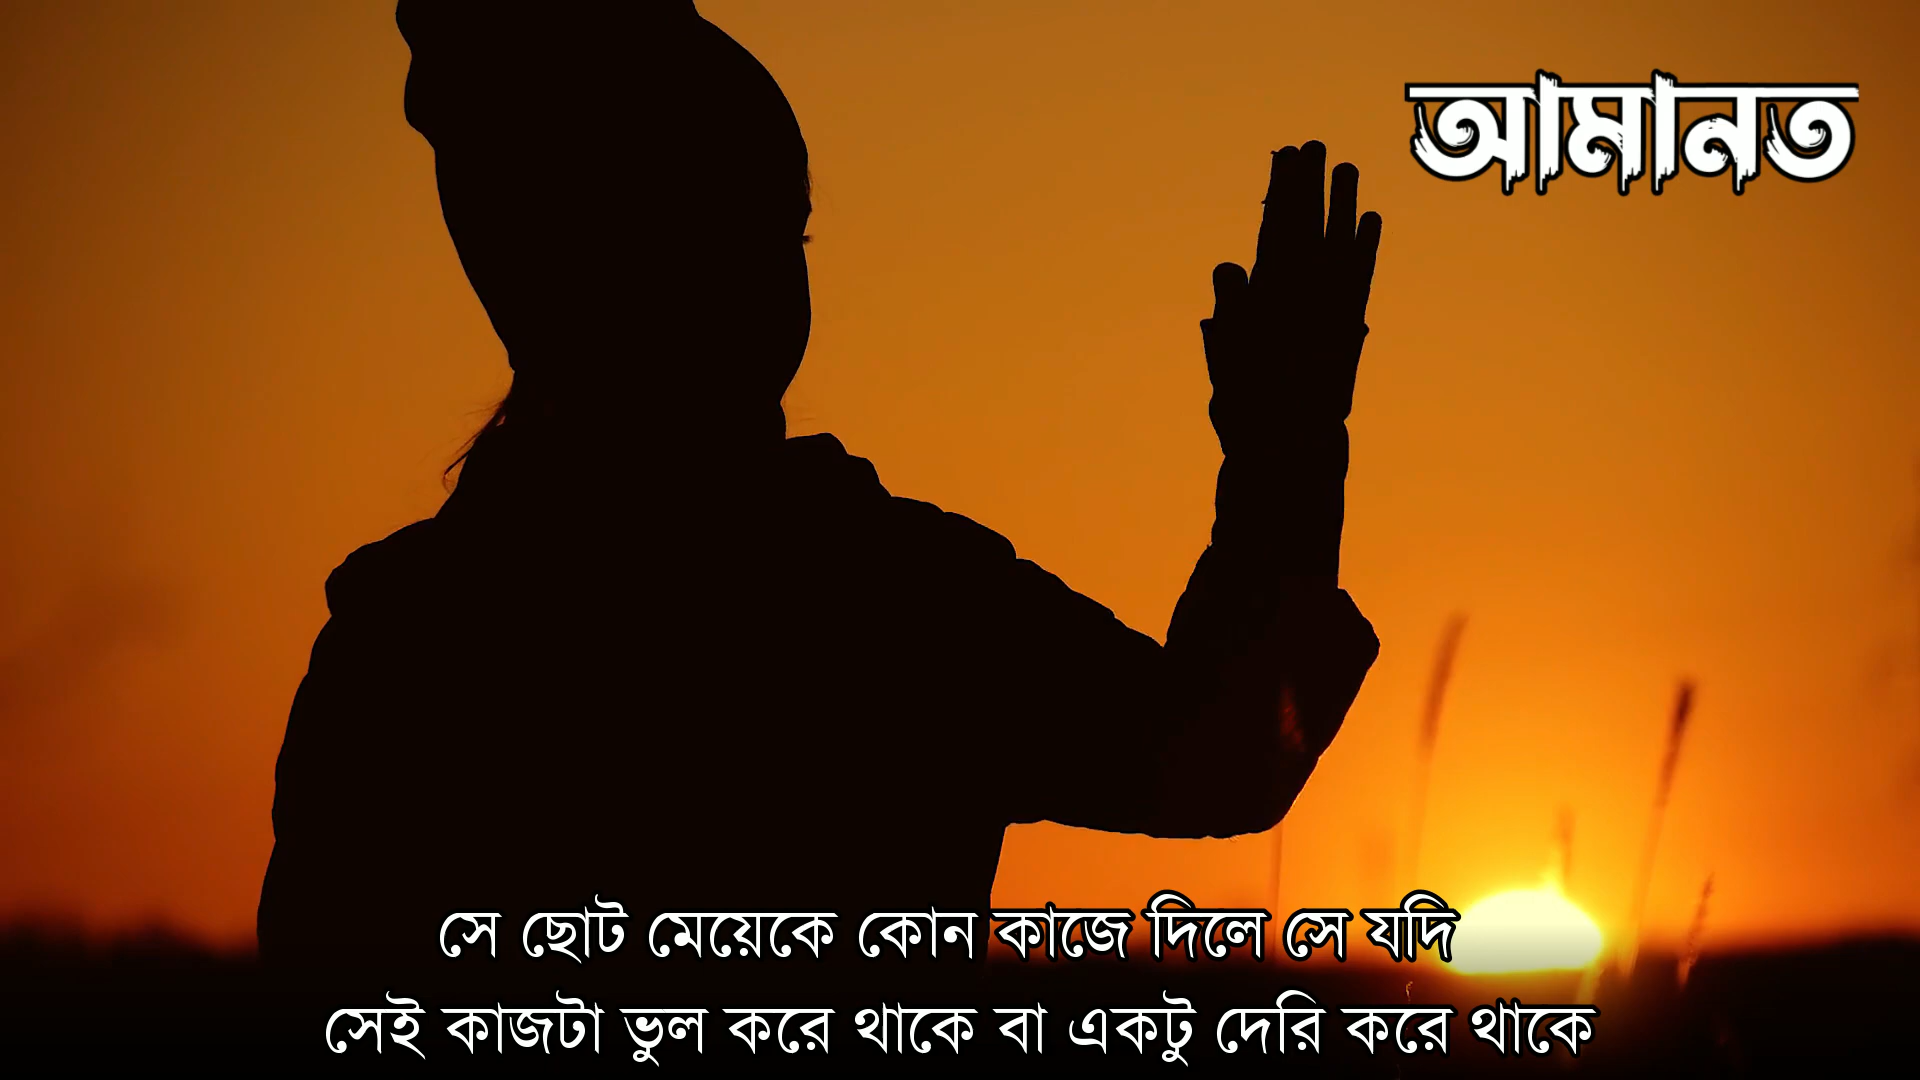 আমানত
সে ছোট মেয়েকে কোন কাজে দিলে সে যদি
সেই কাজটা ভুল করে থাকে বা একটু দেরি করে থাকে